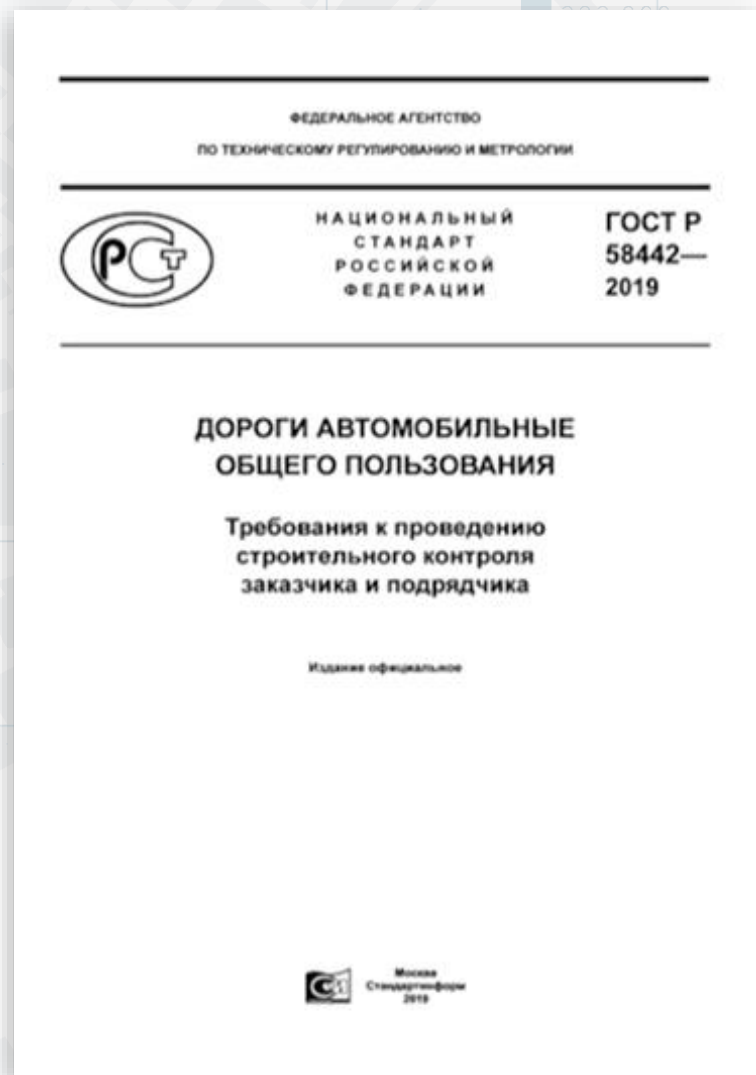 ФЕДЕРАЛЬНОЕ АГЕНТСТВО
ПО ТЕХНИЧЕСКОМУ РЕГУЛИРОВАНИЮ И МЕТРОЛОГИИ
НАЦИОНАЛЬНЫЙ
СТАНДАРТ
РОССИЙСКОЙ
ФЕДЕРАЦИИ
ГОСТ Р
58442—
2019
ДОРОГИ АВТОМОБИЛЬНЫЕ
ОБЩЕГО ПОЛЬЗОВАНИЯ
Требования к проведению
строительного контроля
заказчика и подрядчика
Издание официальное
Москва
Стандартинформ
2019